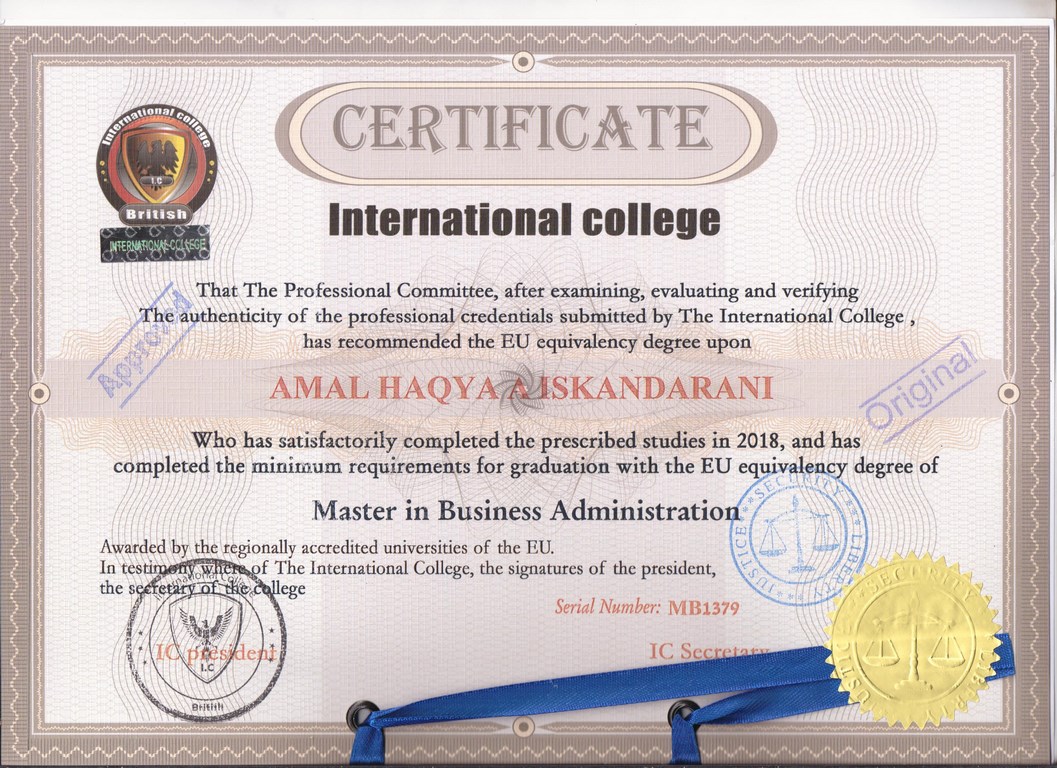 CERTIFICATE
International college
British
I.C
INTERNATIONAL COLLEGE
International college
That The Professional Committee, after examining, evaluating and verifying
The authenticity of the professional credentials submitted by The International College ,
has recommended the EU equivalency degree upon
Approved
AMAL HAQYA A ISKANDARANI
Original
Who has satisfactorily completed the prescribed studies in 2018, and has
completed the minimum requirements for graduation with the EU equivalency degree of
Master in Business Administration
SECURITY
LIBERTY
JUSTICE
Awarded by the regionally accredited universities of the EU.
In testimony where of The International College, the signatures of the president,
the secretary of the college
Serial Number: MB1379
International College
I.C
British
IC president
IC Secretary
SECURITY